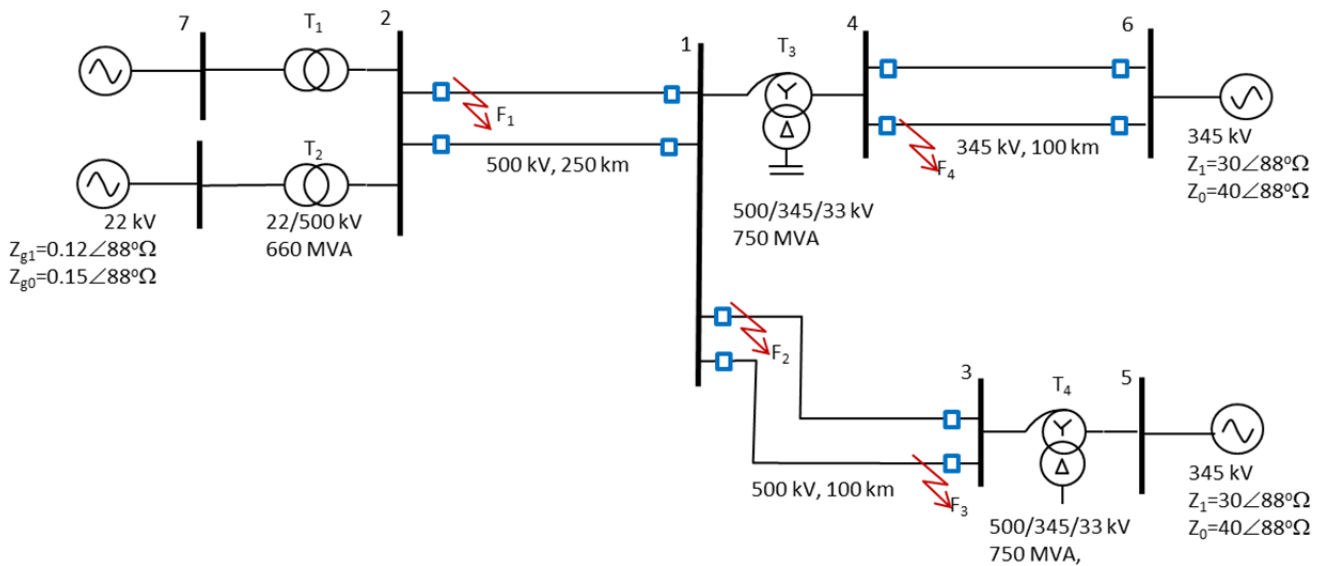 7
T₁
2
T₂
22 kV
Z_g1=0.12∠88°Ω
Z_g0=0.15∠88°Ω
22/500 kV
660 MVA
F₁
500 kV, 250 km
1
T₃
Y
Δ
500/345/33 kV
750 MVA
4
F₄
345 kV, 100 km
6
345 kV
Z₁=30∠88°Ω
Z₀=40∠88°Ω
F₂
500 kV, 100 km
F₃
3
T₄
Y
Δ
500/345/33 kV
750 MVA,
5
345 kV
Z₁=30∠88°Ω
Z₀=40∠88°Ω